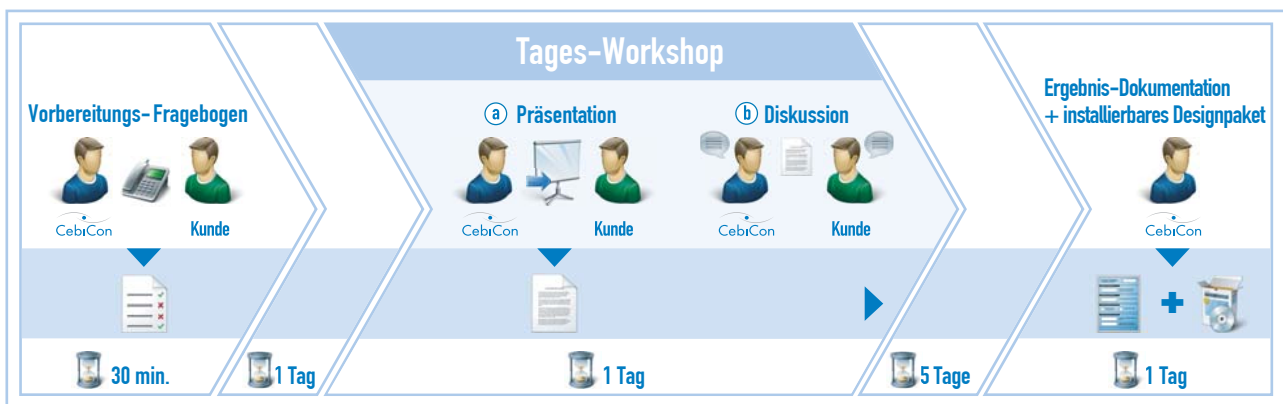 Tages-Workshop
Vorbereitungs- Fragebogen
CebiCon
Kunde
ⓐ Präsentation
CebiCon
Kunde
ⓑ Diskussion
CebiCon
Kunde
Ergebnis-Dokumentation
+ installierbares Designpaket
CebiCon
30 min.
1 Tag
1 Tag
5 Tage
1 Tag